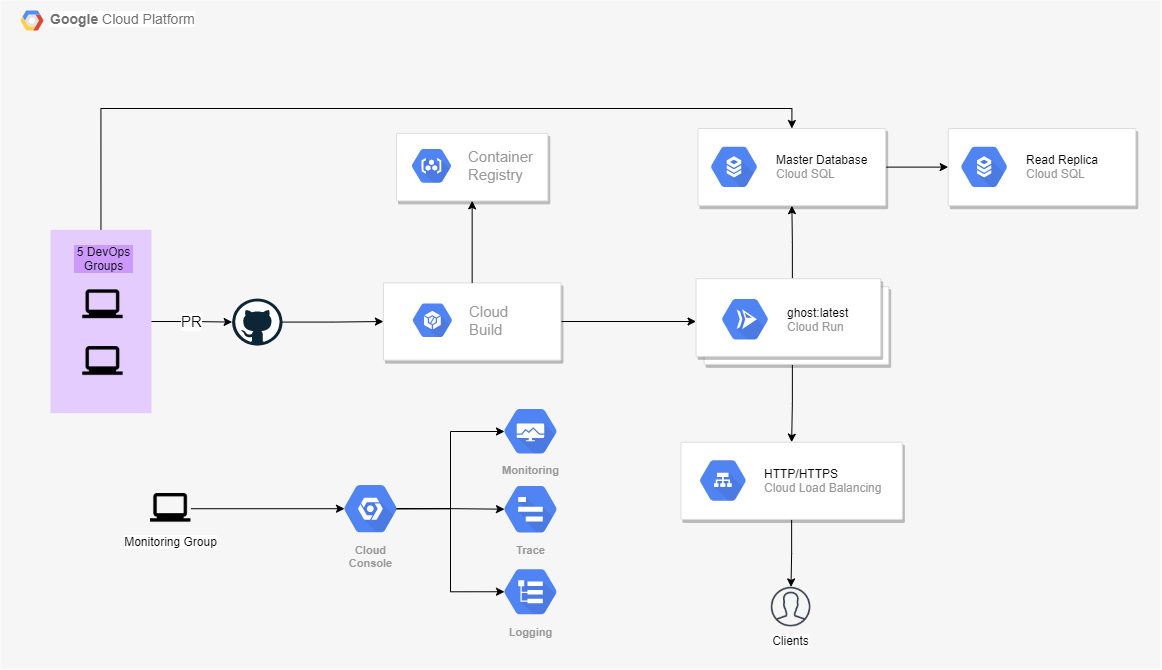 Google Cloud Platform
Container
Registry
Master Database
Cloud SQL
Read Replica
Cloud SQL
5 DevOps
Groups
PR
Cloud
Build
ghost:latest
Cloud Run
Monitoring
HTTP/HTTPS
Cloud Load Balancing
Monitoring Group
Cloud
Console
Trace
Logging
Clients